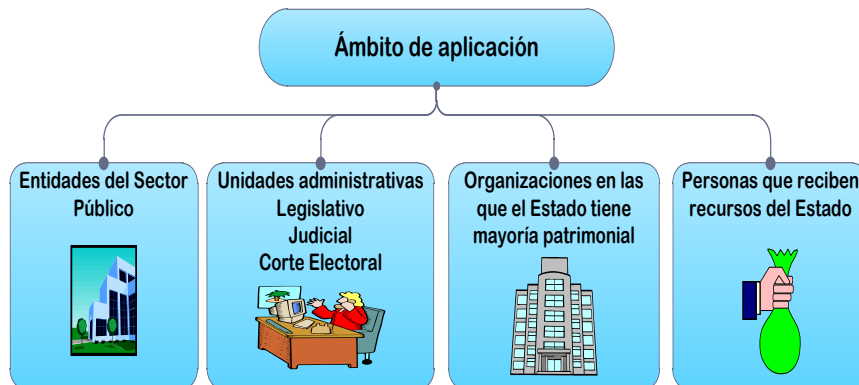 Ámbito de aplicación
Entidades del Sector
Público
Unidades administrativas
Legislativo
Judicial
Corte Electoral
Organizaciones en las
que el Estado tiene
mayoría patrimonial
Personas que reciben
recursos del Estado